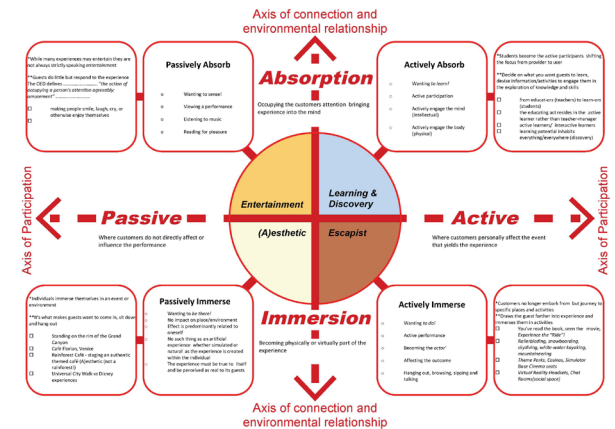 Axis of connection and
environmental relationship
*While many experiences may entertain they are
not always strictly speaking entertainment
**Guests do little but respond to the experience
The OED defines "the action of
occupying a person's attention agreeably
amusement"
making people smile, laugh, cry, or
otherwise enjoy themselves
Passively Absorb
Wanting to sense!
Viewing a performance
Listening to music
Reading for pleasure
Absorption
Occupying the customers attention bringing
experience into the mind
Actively Absorb
Wanting to learn!
Active participation
Actively engage the mind
(intellectual)
Actively engage the body
(physical)
*Students become the active participants shifting
the focus from provider to user
**Decide on what you want guests to learn,
devise information/activities to engage them in
the exploration of knowledge and skills
from educators (teachers) to learners
(students)
the educating act resides in the active
learner rather than teacher-manager
active learning/ interactive learners
learning potential inhabits
everything/everywhere (discovery)
Entertainment
Learning &
Discovery
Axis of Participation
Passive
Where customers do not directly affect or
influence the performance
(A)esthetic
Escapist
Active
Where customers personally affect the event
that yields the experience
Axis of Participation
*Individuals immerse themselves in an event or
environment
**It's what makes guests want to come in, sit down
and hang out
Standing on the rim of the Grand
Canyon
Café Florian, Venice
Rainforest Café - staging an authentic
themed café (A)esthetic (not a
rainforest!)
Universal City Walk or Disney
experiences
Passively Immerse
Wanting to be there!
No impact on place/environment
Effect is predominantly related to
oneself
No such thing as an artificial
experience whether simulated or
natural as the experience is created
within the individual
The experience must be true to itself
and be perceived as real to its guests
Immersion
Becoming physically or virtually part of the
experience
Actively Immerse
Wanting to do!
Active performance
Becoming the actor'
Affecting the outcome
Hanging out, browsing, sipping and
talking
*Customers no longer embark from but journey to
specific places and activities
**Draws the guest farther into experience and
immerses them in activities
You've read the book, seen the movie,
Experience the "Ride"!
Rollerblading, snowboarding,
skydiving, white-water kayaking,
mountaineering
Theme Parks, Casinos, Simulator
Base Cinema seats
Virtual Reality Headsets, Chat
Rooms(social space)
Axis of connection and
environmental relationship